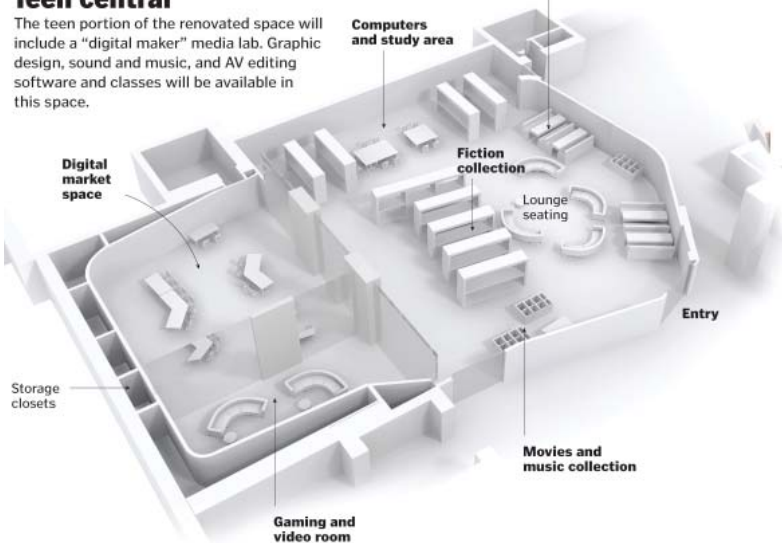 Teen central
The teen portion of the renovated space will
include a “digital maker” media lab. Graphic
design, sound and music, and AV editing
software and classes will be available in
this space.
Computers
and study area
Digital
market
space
Fiction
collection
Lounge
seating
Entry
Storage
closets
Movies and
music collection
Gaming and
video room